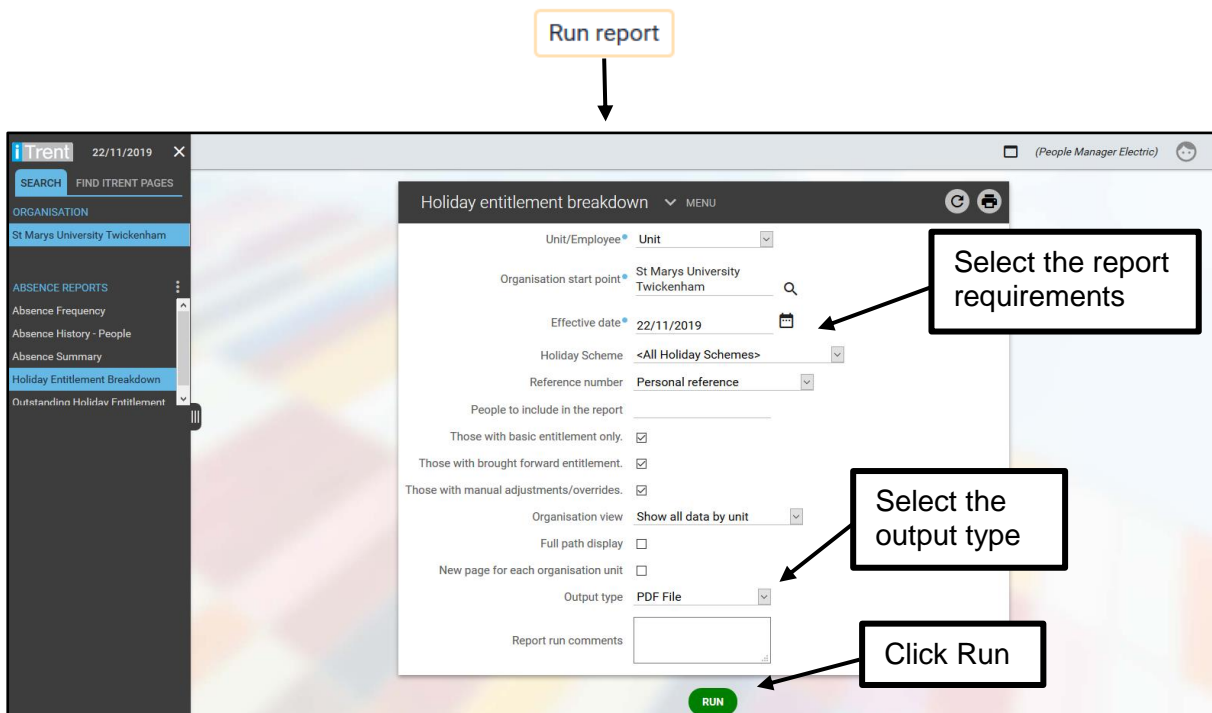 Run report
iTrent 22/11/2019 X
SEARCH FIND ITRENT PAGES
ORGANISATION
St Marys University Twickenham
ABSENCE REPORTS
Absence Frequency
Absence History - People
Absence Summary
Holiday Entitlement Breakdown
Outstanding Holiday Entitlement
(People Manager Electric)
Holiday entitlement breakdown MENU
Unit/Employee Unit
Organisation start point St Marys University
Twickenham
Effective date 22/11/2019
Holiday Scheme <All Holiday Schemes>
Reference number Personal reference
People to include in the report
Those with basic entitlement only.
Those with brought forward entitlement.
Those with manual adjustments/overrides.
Organisation view Show all data by unit
Full path display
New page for each organisation unit
Output type PDF File
Report run comments
RUN
Select the report
requirements
Select the
output type
Click Run